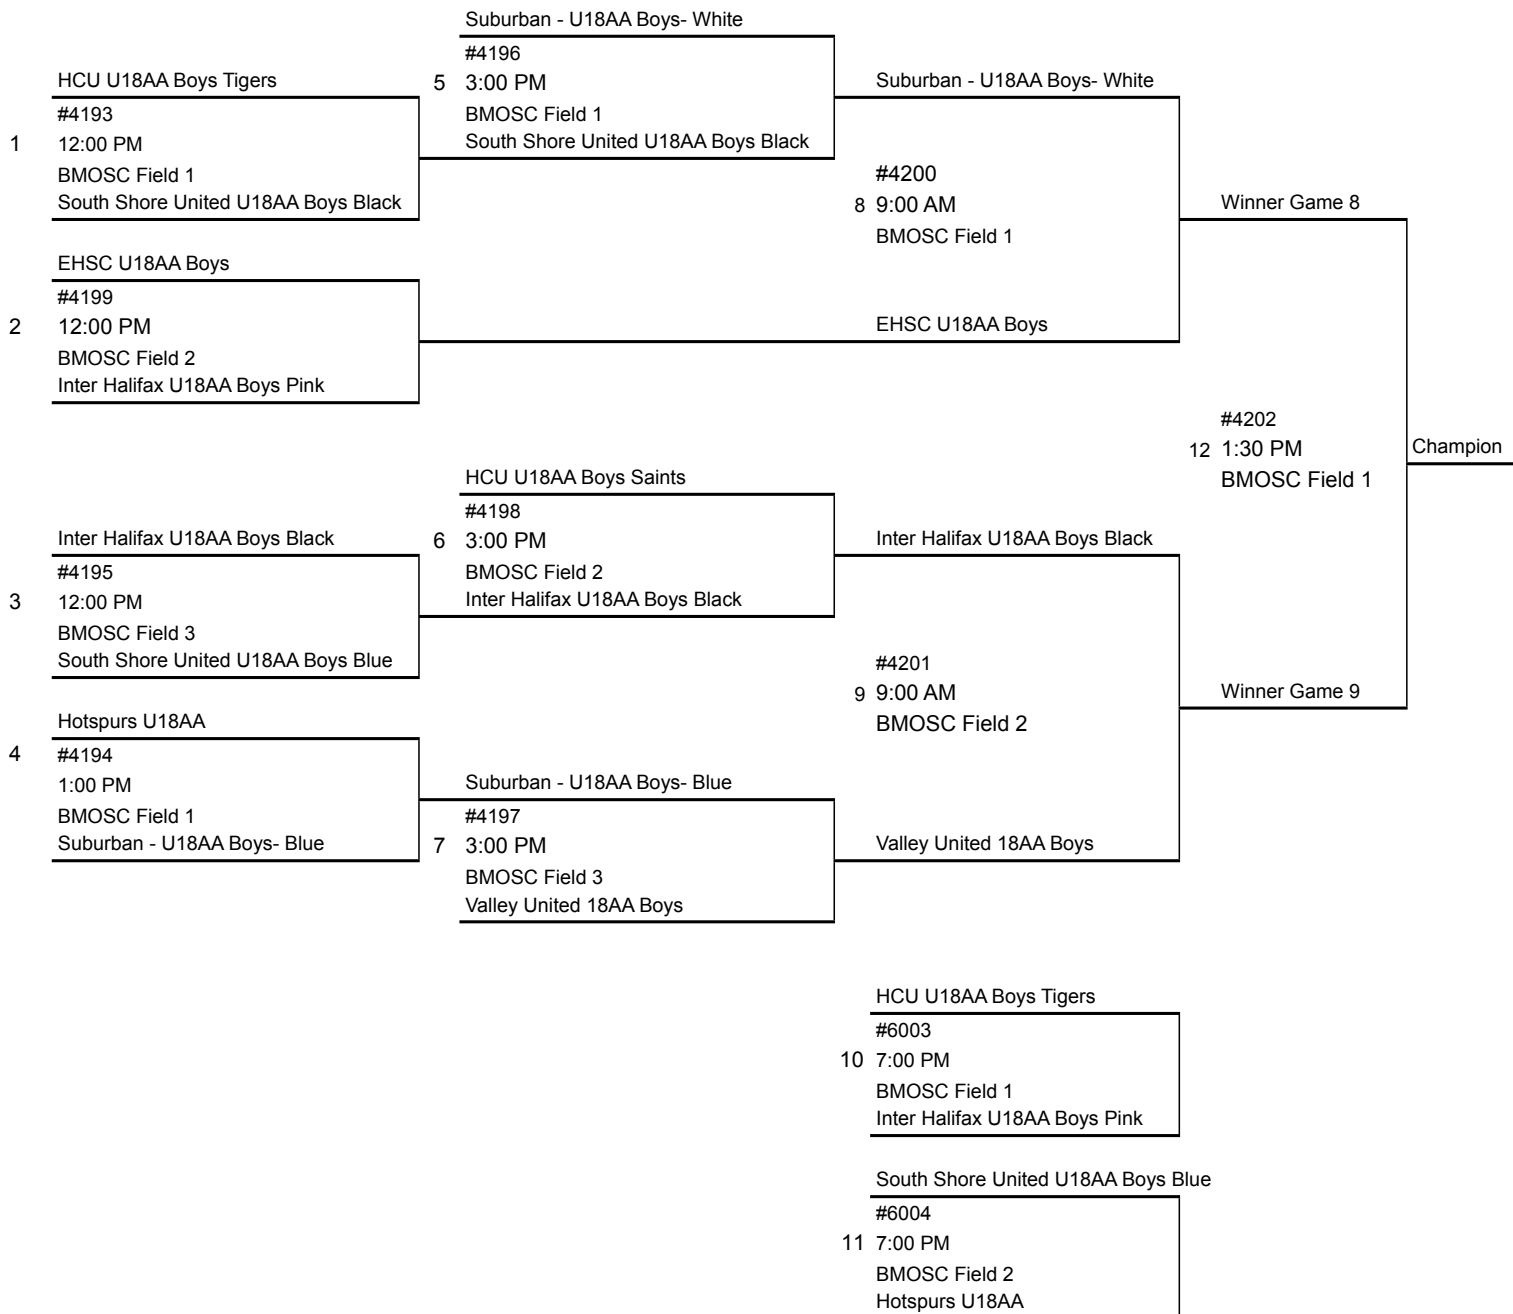 Suburban - U18AA Boys- White
#4196
5 3:00 PM
BMOSC Field 1
South Shore United U18AA Boys Black
HCU U18AA Boys Tigers
#4193
1 12:00 PM
BMOSC Field 1
South Shore United U18AA Boys Black
Suburban - U18AA Boys- White
#4200
8 9:00 AM
BMOSC Field 1
Winner Game 8
EHSC U18AA Boys
#4199
2 12:00 PM
BMOSC Field 2
Inter Halifax U18AA Boys Pink
EHSC U18AA Boys
#4202
12 1:30 PM
BMOSC Field 1
Champion
HCU U18AA Boys Saints
#4198
6 3:00 PM
BMOSC Field 2
Inter Halifax U18AA Boys Black
Inter Halifax U18AA Boys Black
#4195
3 12:00 PM
BMOSC Field 3
South Shore United U18AA Boys Blue
Inter Halifax U18AA Boys Black
#4201
9 9:00 AM
BMOSC Field 2
Winner Game 9
Hotspurs U18AA
4 #4194
1:00 PM
BMOSC Field 1
Suburban - U18AA Boys- Blue
Suburban - U18AA Boys- Blue
#4197
7 3:00 PM
BMOSC Field 3
Valley United 18AA Boys
Valley United 18AA Boys
HCU U18AA Boys Tigers
#6003
10 7:00 PM
BMOSC Field 1
Inter Halifax U18AA Boys Pink
South Shore United U18AA Boys Blue
#6004
11 7:00 PM
BMOSC Field 2
Hotspurs U18AA